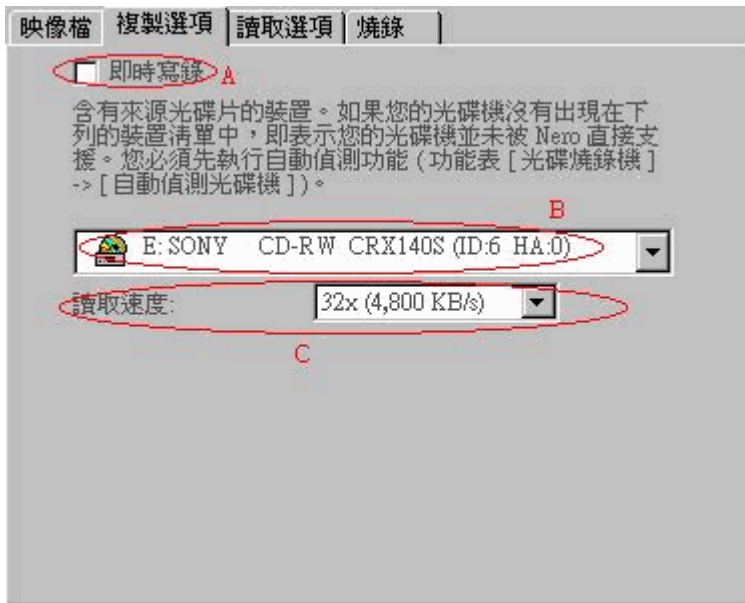 映像檔 複製選項 讀取選項 燒錄
即時寫錄 A
含有來源光碟片的裝置。如果您的光碟機沒有出現在下
列的裝置清單中，即表示您的光碟機並未被 Nero 直接支
援。您必須先執行自動偵測功能 (功能表 [ 光碟燒錄機 ]
-> [ 自動偵測光碟機 ])。
B
E: SONY CD-RW CRX140S (ID:6 HA:0)
讀取速度: 32x (4,800 KB/s)
C